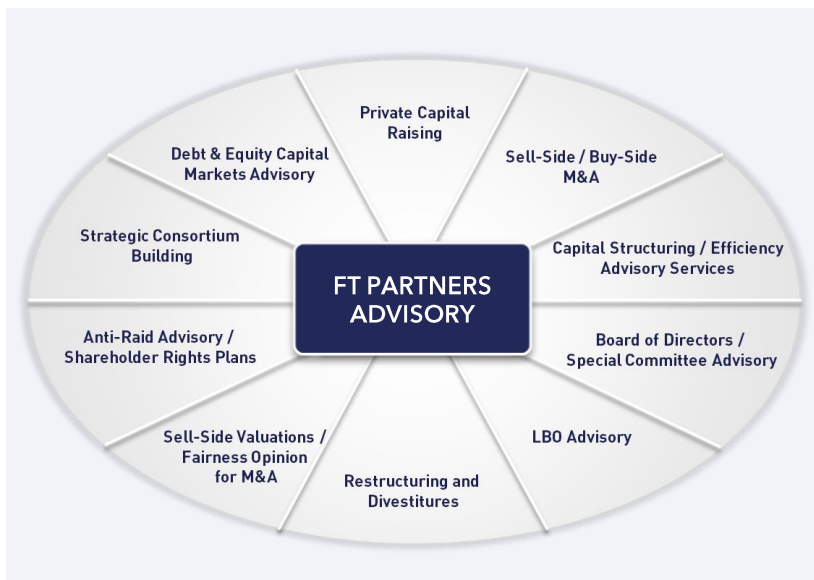 Private Capital
Raising
Sell-Side / Buy-Side
M&A
Capital Structuring / Efficiency
Advisory Services
Board of Directors /
Special Committee Advisory
LBO Advisory
Restructuring and
Divestitures
Sell-Side Valuations /
Fairness Opinion
for M&A
Anti-Raid Advisory /
Shareholder Rights Plans
Strategic Consortium
Building
Debt & Equity Capital
Markets Advisory
FT PARTNERS
ADVISORY